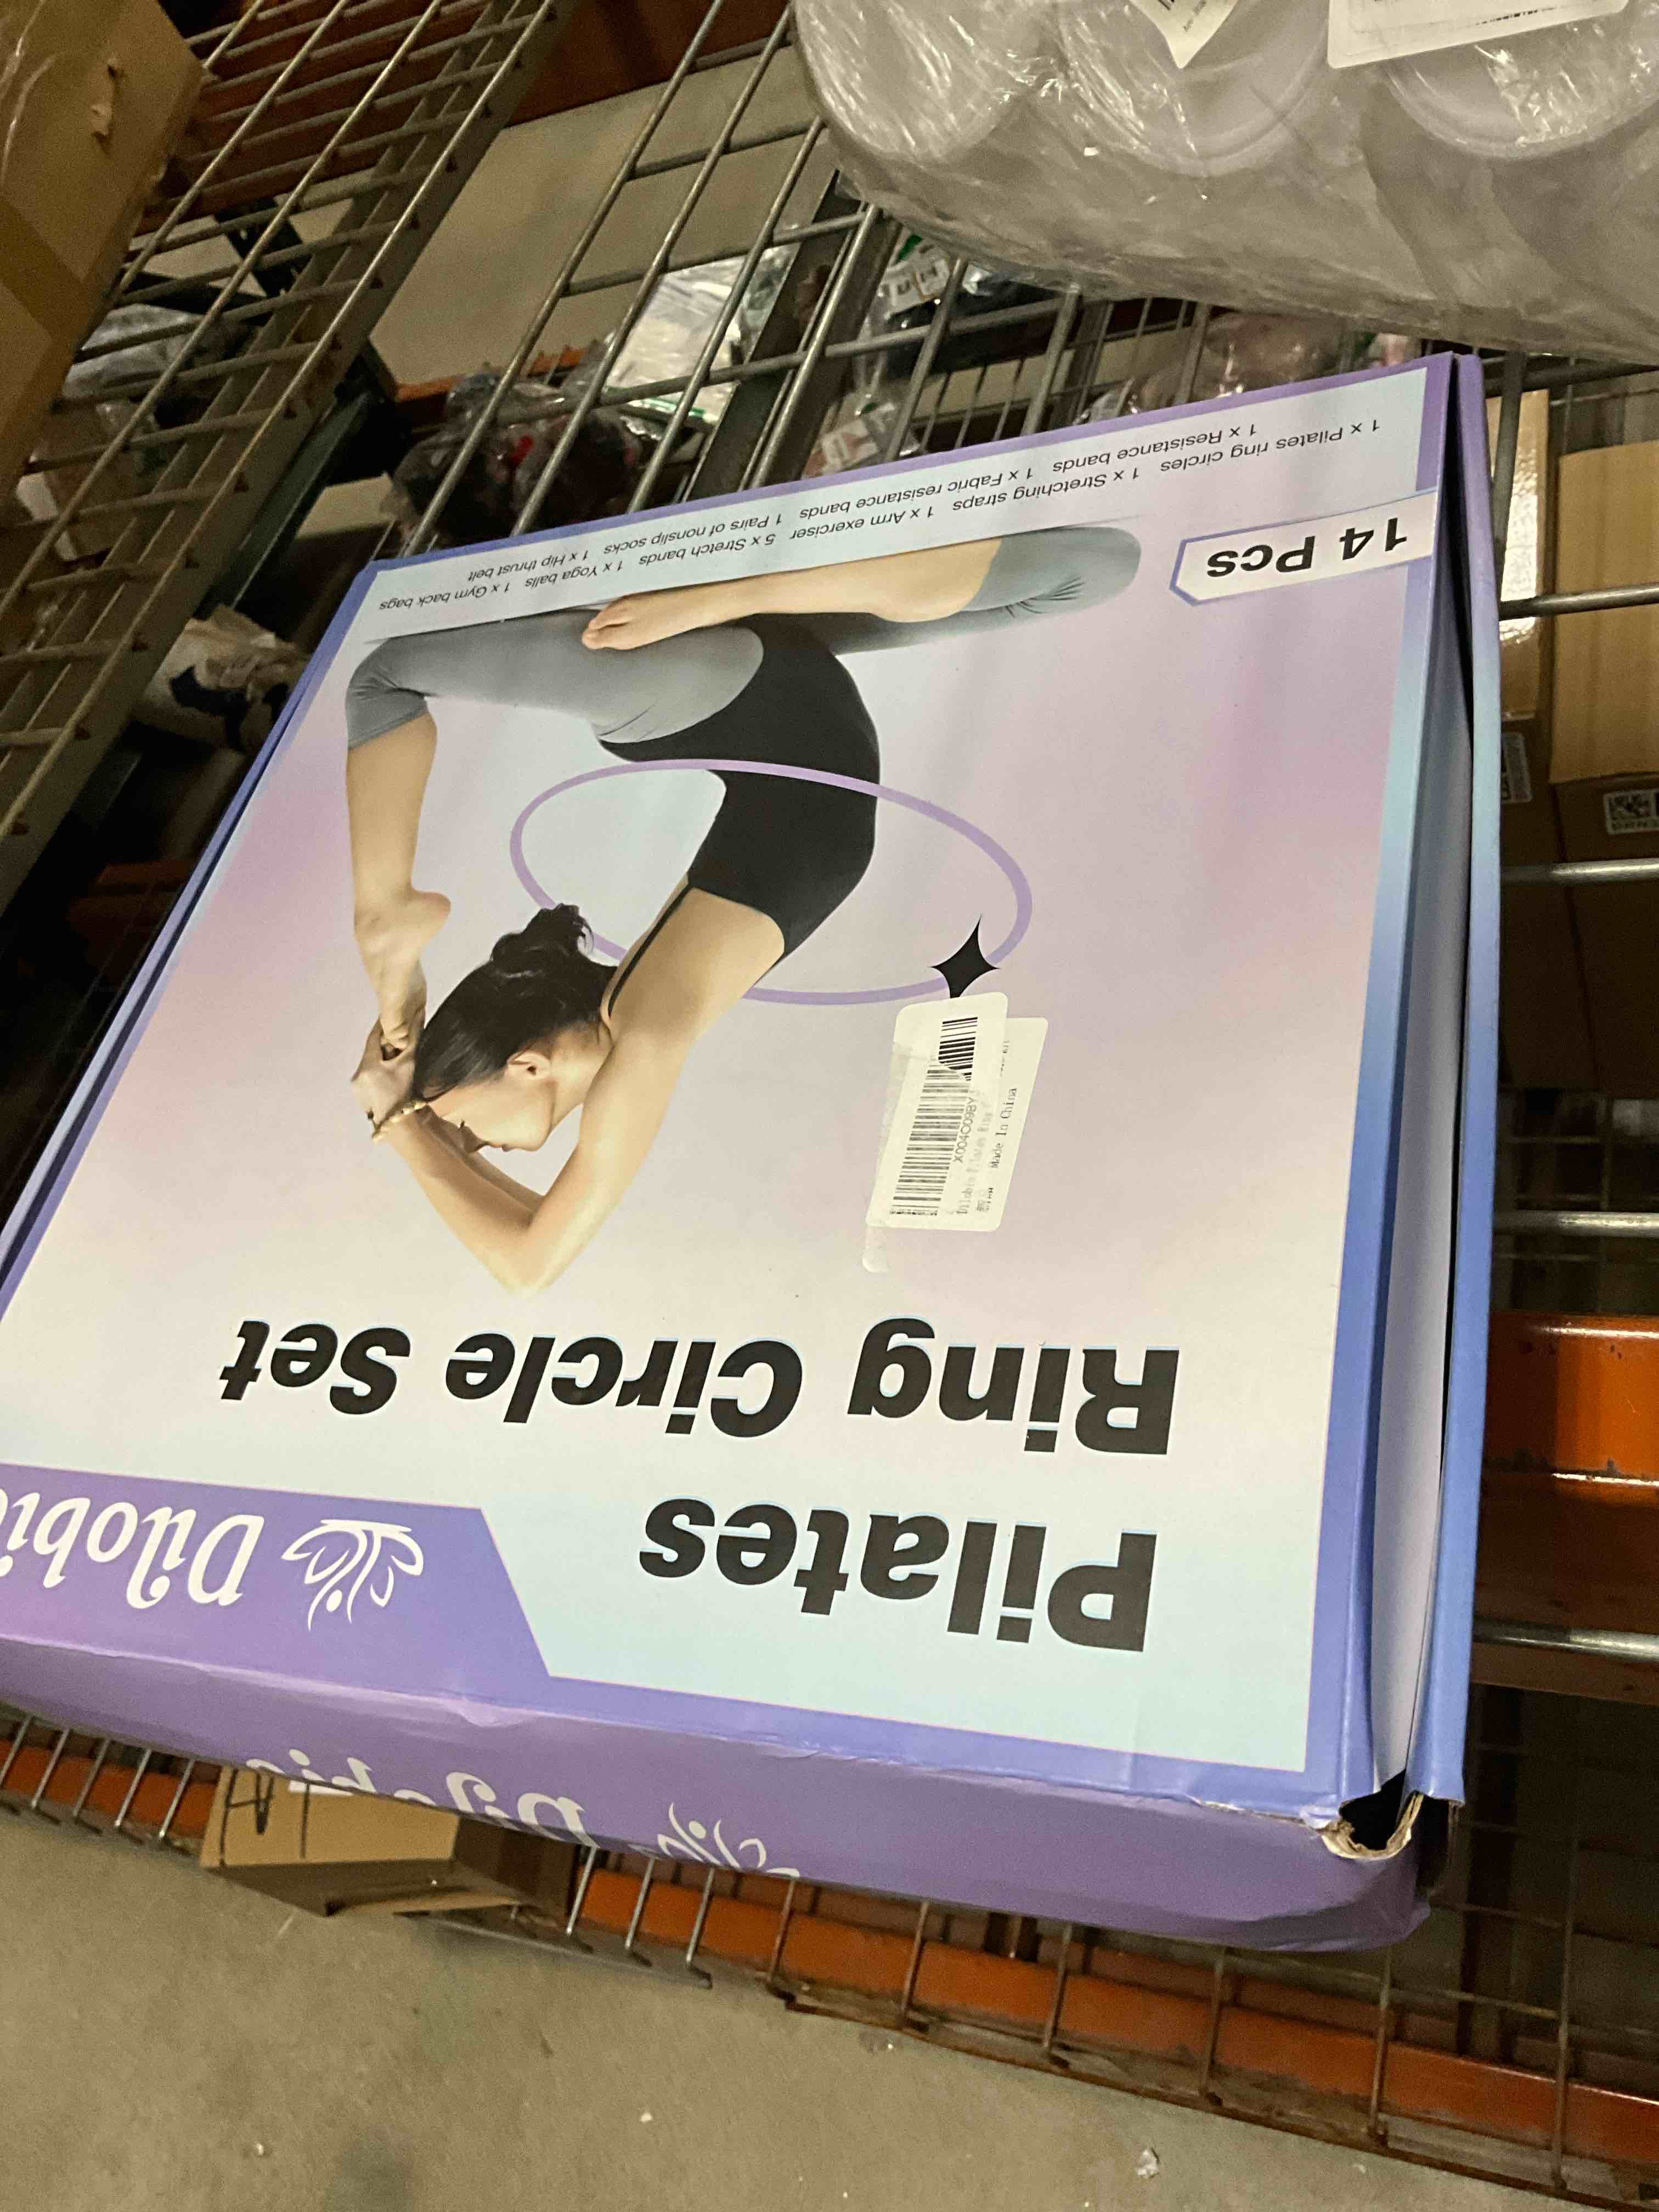 Dilobi
Pilates
Ring Circle Set
X004C09BY
Made In China
14 Pcs
1 x Pilates ring circles 1 x Stretching straps 1 x Arm exerciser 5 x Stretch bands 1 x Yoga balls 1 x Gym back bags
1 x Resistance bands 1 x Fabric resistance bands 1 Pairs of nonslip socks 1 x Hip thrust belt